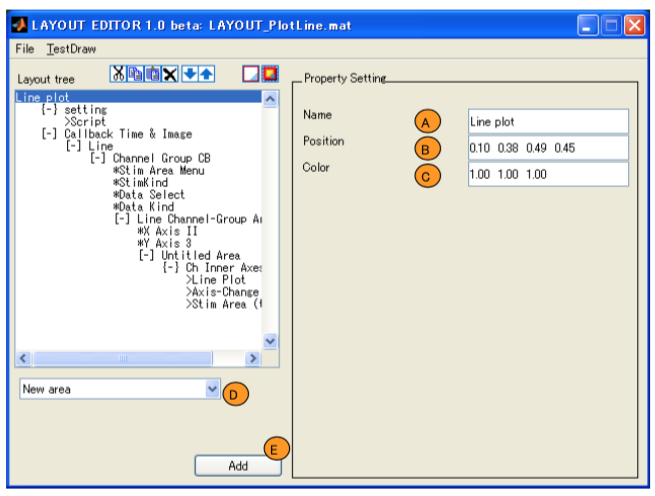 LAYOUT EDITOR 1.0 beta: LAYOUT_PlotLine.mat
File TestDraw
Layout tree
Property Setting
Line plot
{-} setting
>Script
[-] Callback Time & Image
[-] Line
[-] Channel Group CB
*Stim Area Menu
*StimKind
*Data Select
*Data Kind
[-] Line Channel-Group
*X Axis II
*Y Axis 3
[-] Untitled Area
{-} Ch Inner Axes
>Line Plot
>Axis-Change
>Stim Area
Name A Line plot
Position B 0.10 0.38 0.49 0.45
Color C 1.00 1.00 1.00
New area D
E
Add